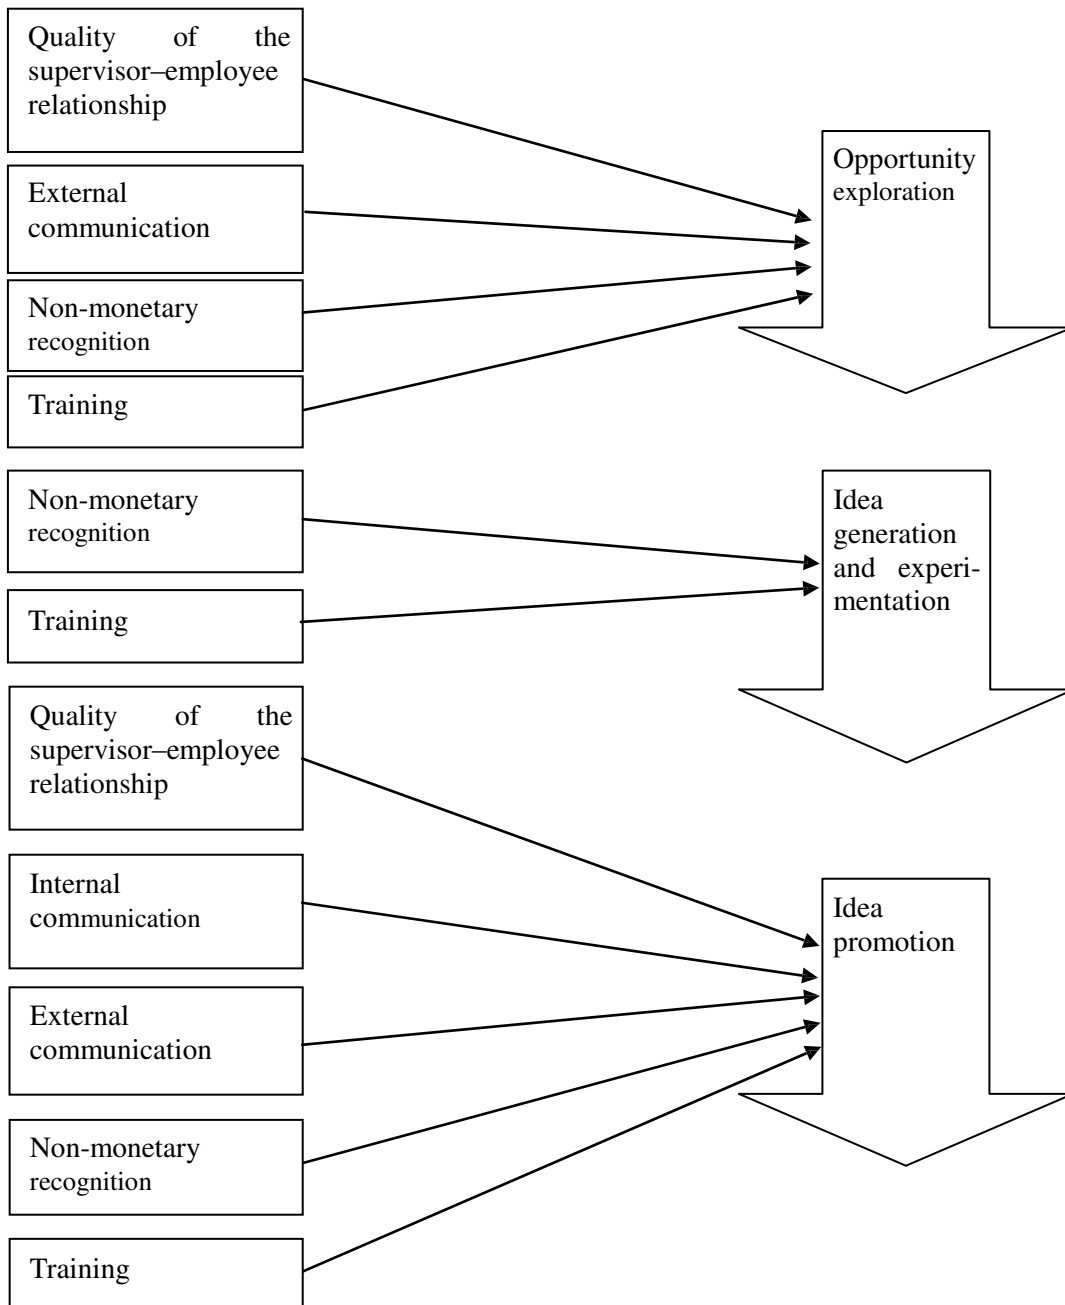 Quality of the
supervisor–employee
relationship
External
communication
Non-monetary
recognition
Training
Opportunity
exploration
Non-monetary
recognition
Training
Idea
generation
and experi-
mentation
Quality of the
supervisor–employee
relationship
Internal
communication
External
communication
Non-monetary
recognition
Training
Idea
promotion